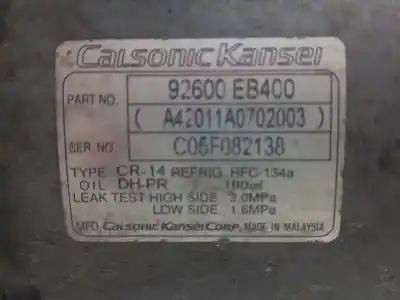 Calsonic Kansei
PART NO. 92600 EB400
( A42011A0702003 )
SER NO. C05F082138
TYPE CR-14 REFRIG. HFC-134a
OIL DH-PR 180ml
LEAK TEST HIGH SIDE 3.0MPa
LOW SIDE 1.6MPa
MFD. Calsonic Kansei Corp. MADE IN MALAYSIA